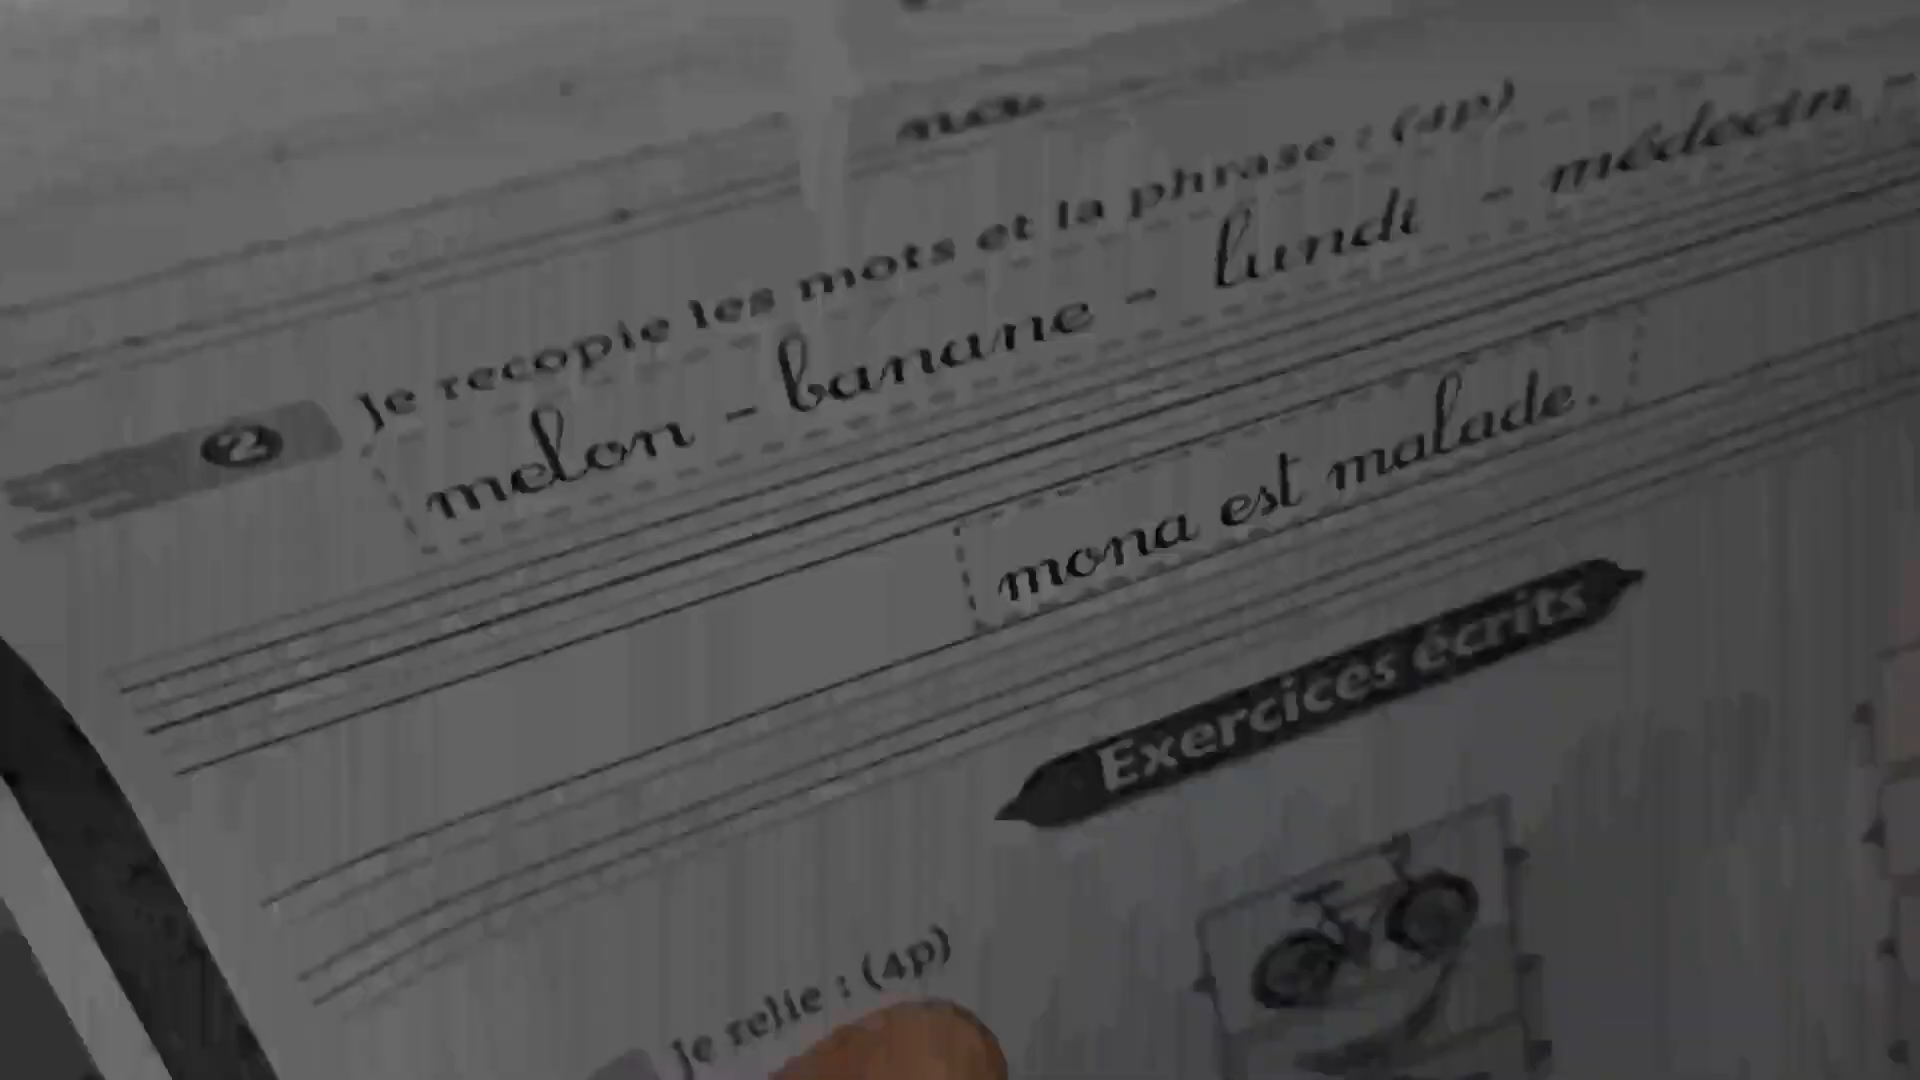 2 Je recopie les mots et la phrase : (4p)
melon - banane - lundi - médecin -
mona est malade.
Exercices écrits
Je relie : (4p)